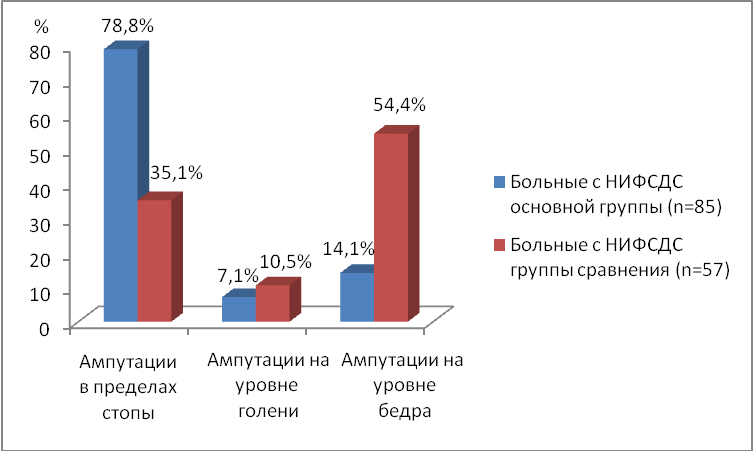 %
78,8%
80
70
60
50
40
30
20
10
0
35,1%
7,1%
10,5%
14,1%
54,4%
Ампутации
в пределах
стопы
Ампутации на
уровне
голени
Ампутации на
уровне
бедра
Больные с НИФСДС
основной группы (n=85)
Больные с НИФСДС
группы сравнения (n=57)